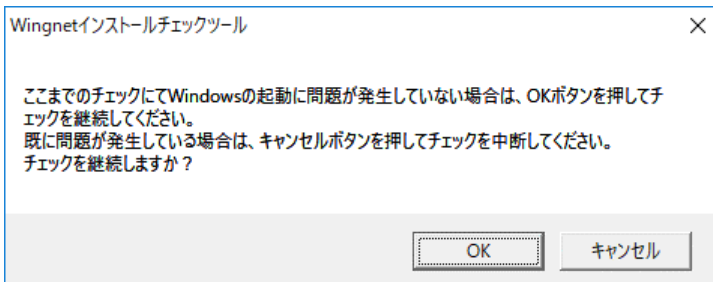 Wingnetインストールチェックツール
ここまでのチェックにてWindowsの起動に問題が発生していない場合は、OKボタンを押してチ
ェックを継続してください。
既に問題が発生している場合は、キャンセルボタンを押してチェックを中断してください。
チェックを継続しますか？
OK
キャンセル